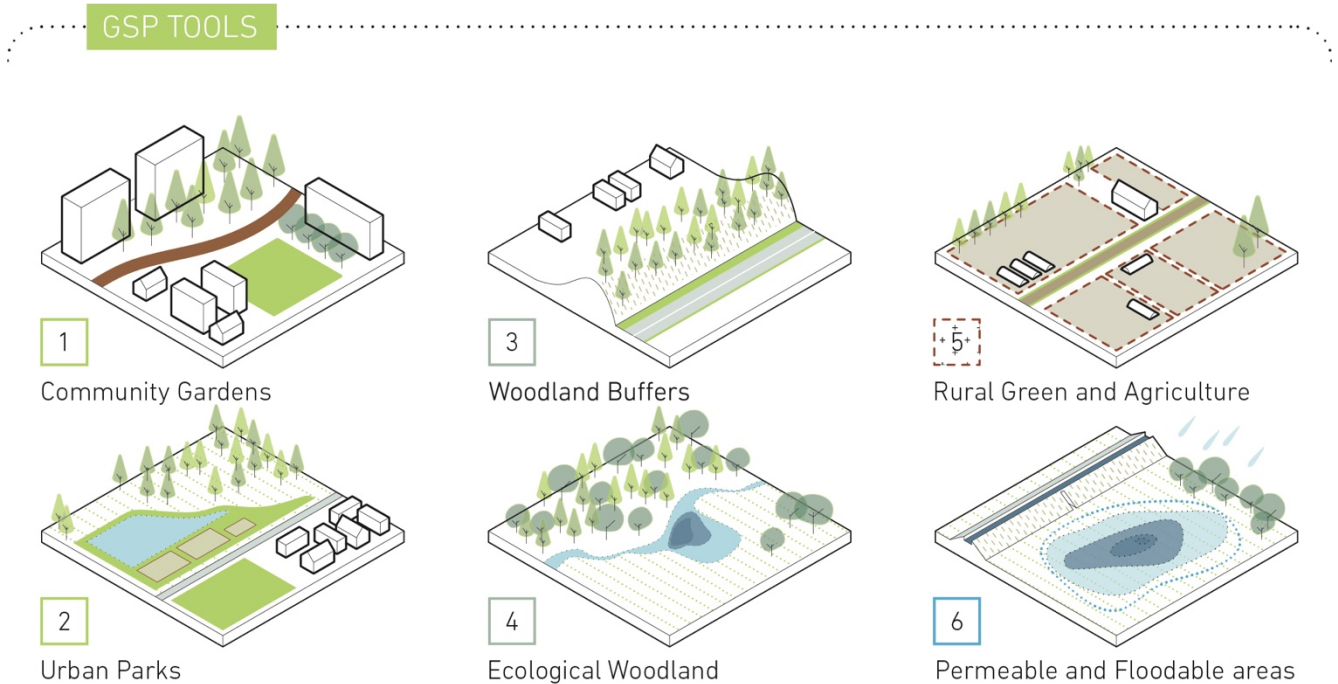 GSP TOOLS
1
Community Gardens
3
Woodland Buffers
5
Rural Green and Agriculture
2
Urban Parks
4
Ecological Woodland
6
Permeable and Floodable areas